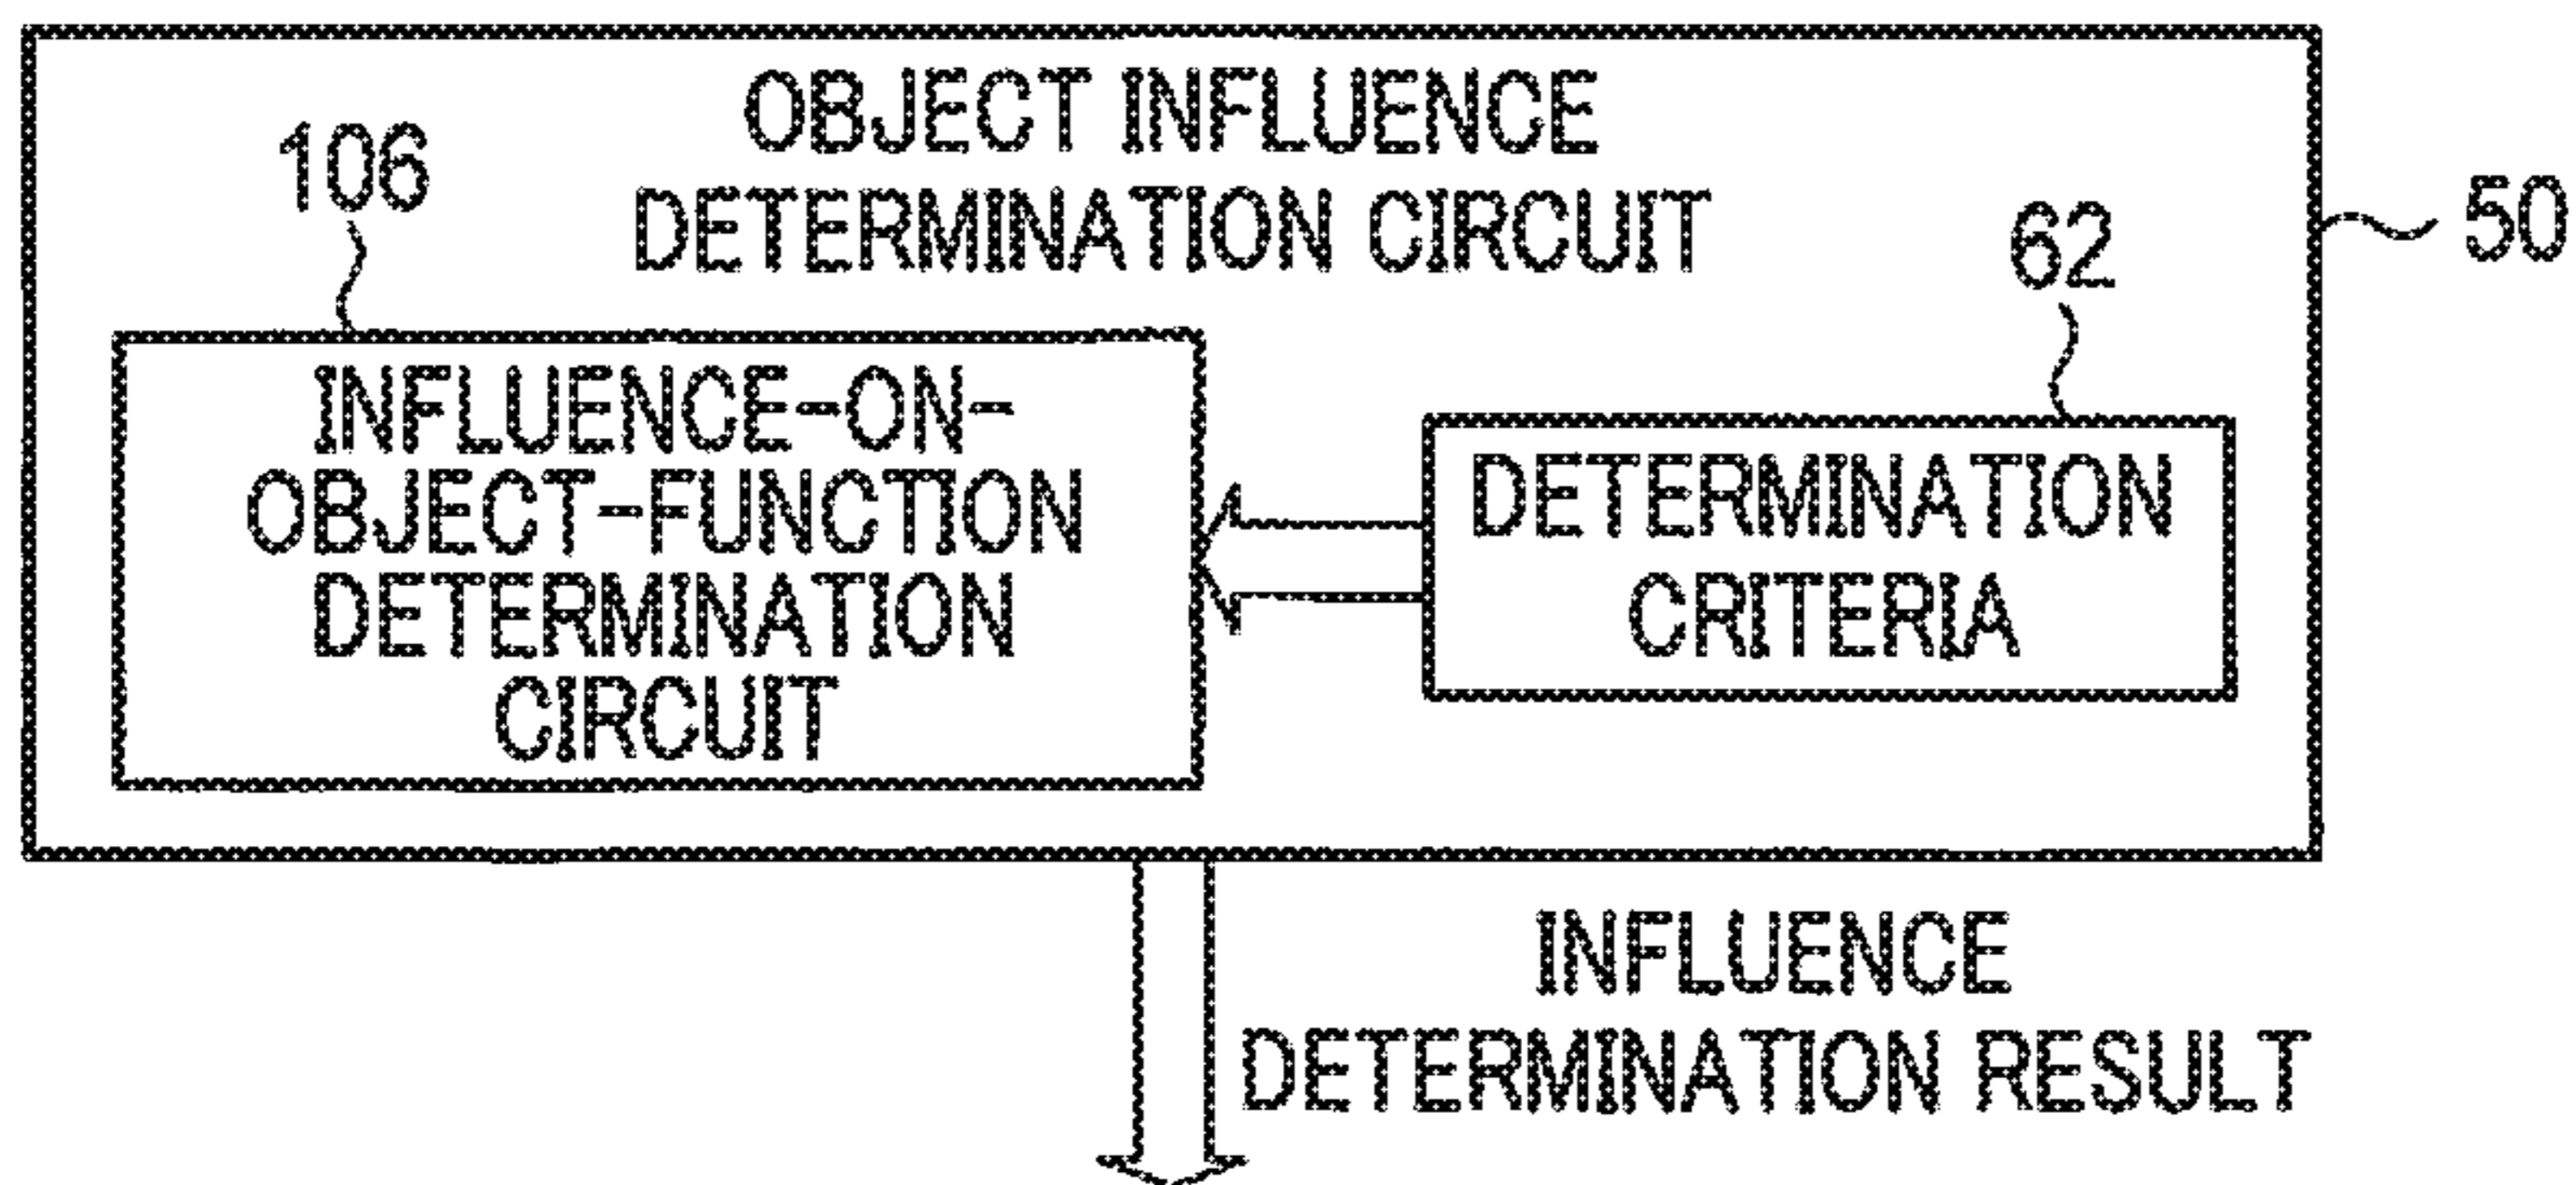 OBJECT INFLUENCE
DETERMINATION CIRCUIT
106
50
62
INFLUENCE-ON-
OBJECT-FUNCTION
DETERMINATION
CIRCUIT
DETERMINATION
CRITERIA
INFLUENCE
DETERMINATION RESULT